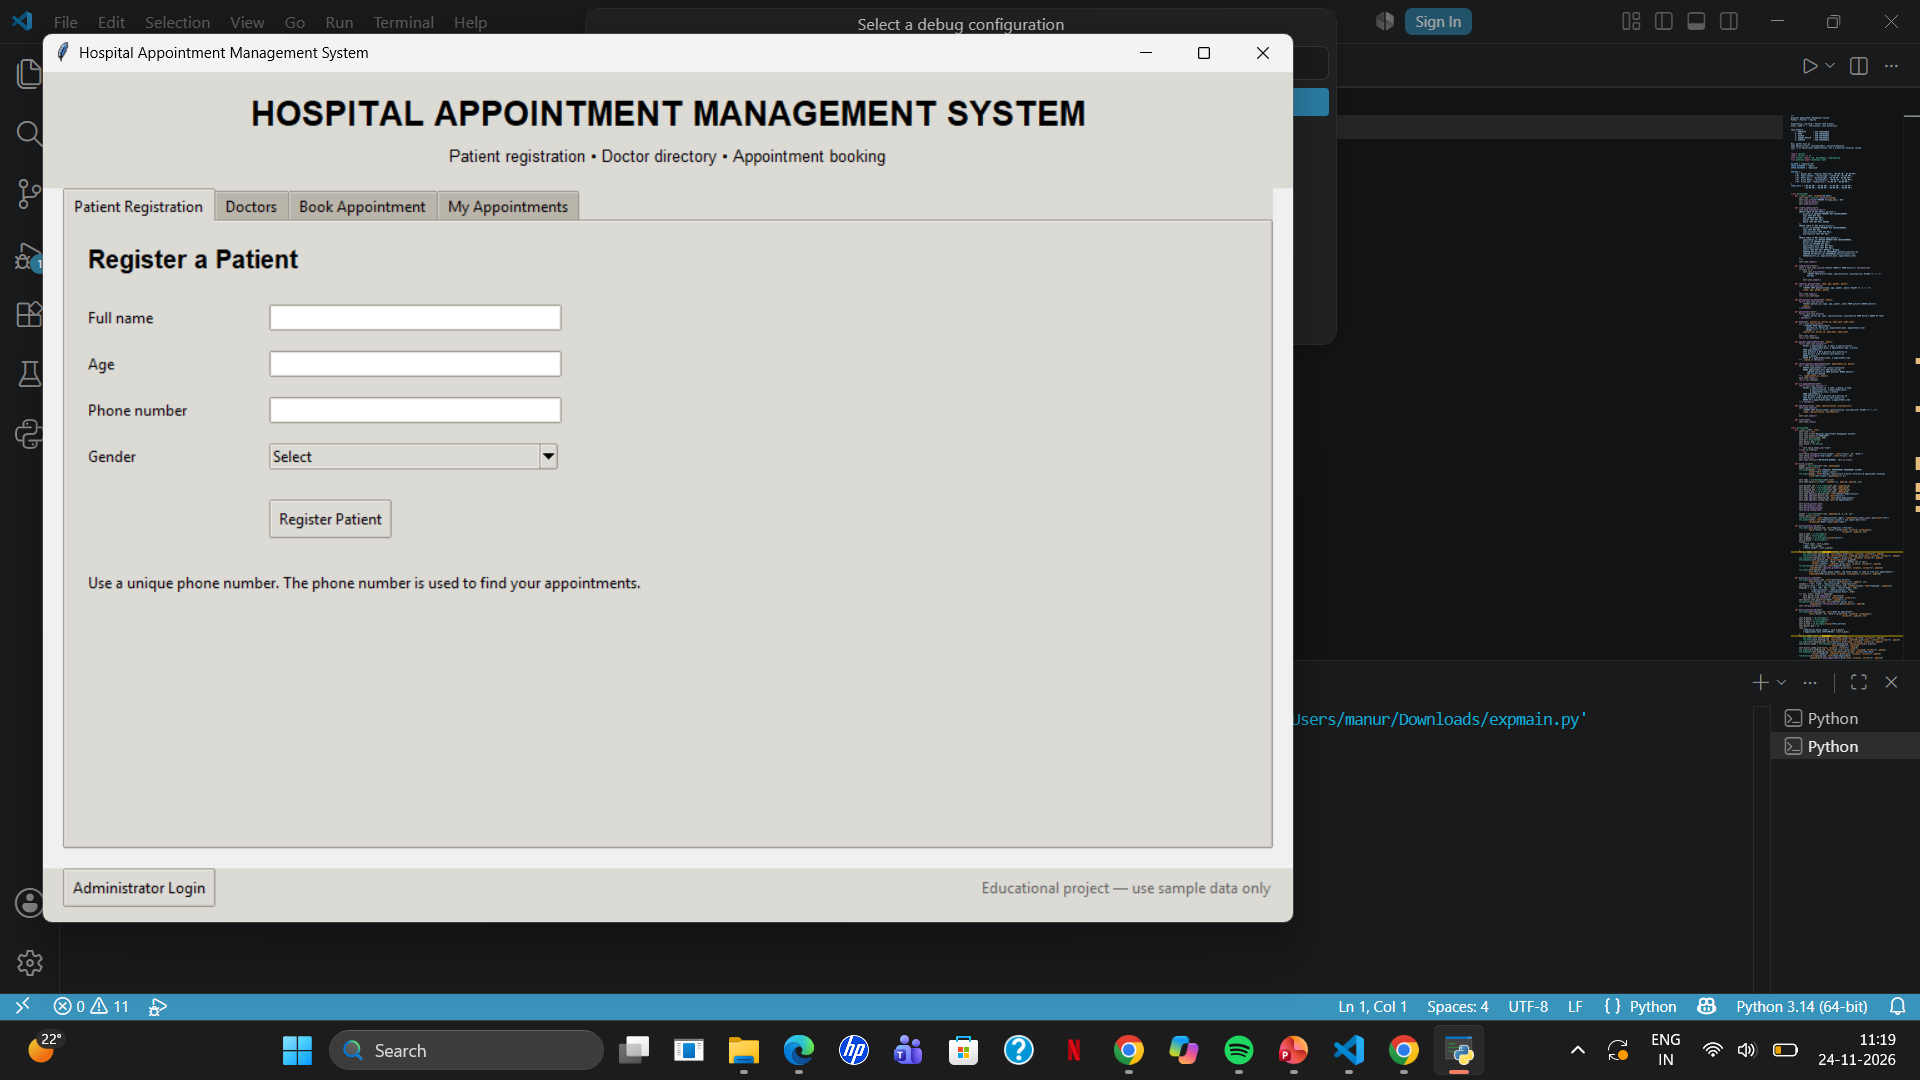 File Edit Selection View Go Run Terminal Help
Select a debug configuration
Sign In
Hospital Appointment Management System
HOSPITAL APPOINTMENT MANAGEMENT SYSTEM
Patient registration • Doctor directory • Appointment booking
Patient Registration Doctors Book Appointment My Appointments
Register a Patient
Full name
Age
Phone number
Gender Select
Register Patient
Use a unique phone number. The phone number is used to find your appointments.
Administrator Login
Educational project — use sample data only
1
Users/manur/Downloads/expmain.py'
Python
Python
0 11
Ln 1, Col 1 Spaces: 4 UTF-8 LF { } Python Python 3.14 (64-bit)
22°
Search
hp
T
?
N
P
ENG
IN
11:19
24-11-2026